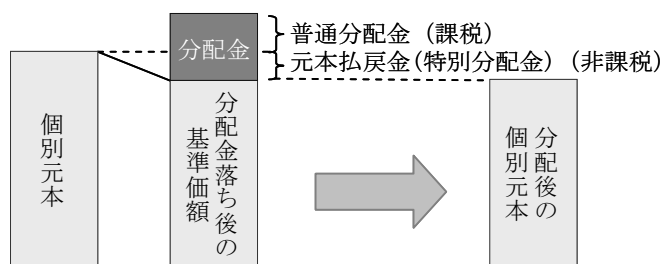 分配金
普通分配金（課税）
元本払戻金（特別分配金）（非課税）
個別元本
分配金落ち後の
基準価額
分配後の
個別元本